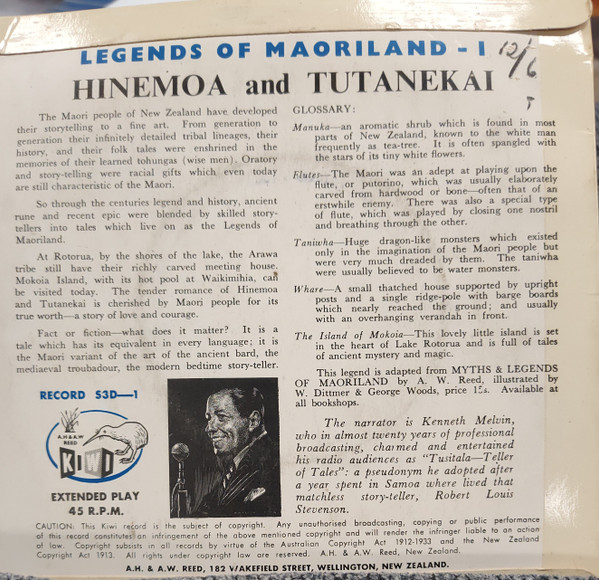 LEGENDS OF MAORILAND - I
12/6
HINEMOA and TUTANEKAI
The Maori people of New Zealand have developed
their storytelling to a fine art. From generation to
generation their infinitely detailed tribal lineages, their
history, and their folk tales were enshrined in the
memories of their learned tohungas (wise men). Oratory
and story-telling were racial gifts which even today
are still characteristic of the Maori.
So through the centuries legend and history, ancient
rune and recent epic were blended by skilled story-
tellers into tales which live on as the Legends of
Maoriland.
At Rotorua, by the shores of the lake, the Arawa
tribe still have their richly carved meeting house.
Mokoia Island, with its hot pool at Waikimihia, can
be visited today. The tender romance of Hinemoa
and Tutanekai is cherished by Maori people for its
true worth—a story of love and courage.
Fact or fiction—what does it matter? It is a
tale which has its equivalent in every language; it is
the Maori variant of the art of the ancient bard, the
mediaeval troubadour, the modern bedtime story-teller.
RECORD S3D—1
A.H.& A.W.
REED
KIWI
EXTENDED PLAY
45 R.P.M.
GLOSSARY:
Manuka—an aromatic shrub which is found in most
parts of New Zealand, known to the white man
frequently as tea-tree. It is often spangled with
the stars of its tiny white flowers.
Flutes—The Maori was an adept at playing upon the
flute, or putorino, which was usually elaborately
carved from hardwood or bone—often that of an
erstwhile enemy. There was also a special type
of flute, which was played by closing one nostril
and breathing through the other.
Taniwha—Huge dragon-like monsters which existed
only in the imagination of the Maori people but
were very much dreaded by them. The taniwha
were usually believed to be water monsters.
Whare—A small thatched house supported by upright
posts and a single ridge-pole with barge boards
which nearly reached the ground; and usually
with an overhanging verandah in front.
The Island of Mokoia—This lovely little island is set
in the heart of Lake Rotorua and is full of tales
of ancient mystery and magic.
This legend is adapted from MYTHS & LEGENDS
OF MAORILAND by A. W. Reed, illustrated by
W. Dittmer & George Woods, price 15s. Available at
all bookshops.
The narrator is Kenneth Melvin,
who in almost twenty years of professional
broadcasting, charmed and entertained
his radio audiences as "Tusitala—Teller
of Tales": a pseudonym he adopted after
a year spent in Samoa where lived that
matchless story-teller, Robert Louis
Stevenson.
CAUTION: This Kiwi record is the subject of copyright. Any unauthorised broadcasting, copying or public performance
of this record constitutes an infringement of the above mentioned copyright and will render the infringer liable to an action
of law. Copyright subsists in all records by virtue of the Australian Copyright Act 1912-1933 and the New Zealand
Copyright Act 1913. All rights under copyright law are reserved. A.H. & A.W. REED, New Zealand.
A.H. & A.W. REED, 182 WAKEFIELD STREET, WELLINGTON, NEW ZEALAND.